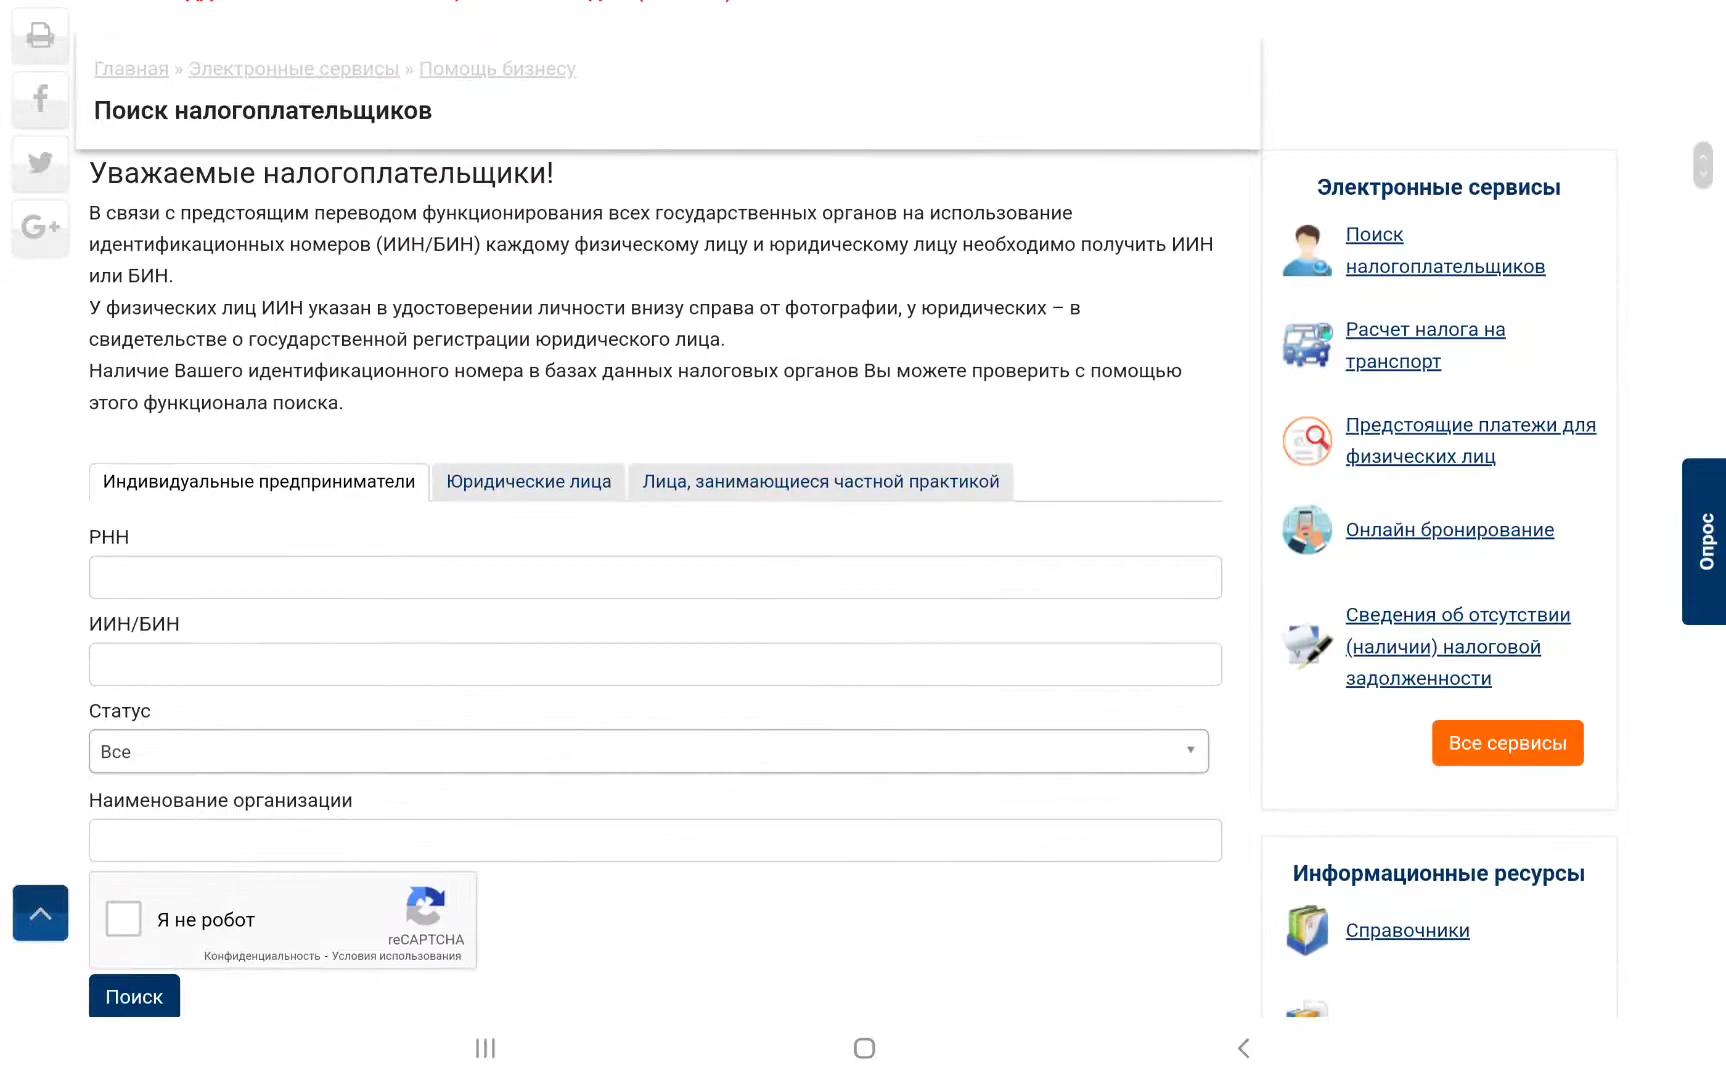 Главная » Электронные сервисы » Помощь бизнесу
Поиск налогоплательщиков
Уважаемые налогоплательщики!
В связи с предстоящим переводом функционирования всех государственных органов на использование
идентификационных номеров (ИИН/БИН) каждому физическому лицу и юридическому лицу необходимо получить ИИН
или БИН.
У физических лиц ИИН указан в удостоверении личности внизу справа от фотографии, у юридических – в
свидетельстве о государственной регистрации юридического лица.
Наличие Вашего идентификационного номера в базах данных налоговых органов Вы можете проверить с помощью
этого функционала поиска.
Индивидуальные предприниматели
Юридические лица
Лица, занимающиеся частной практикой
РНН
ИИН/БИН
Статус
Все
Наименование организации
Я не робот
reCAPTCHA
Конфиденциальность - Условия использования
Поиск
Электронные сервисы
Поиск
налогоплательщиков
Расчет налога на
транспорт
Предстоящие платежи для
физических лиц
Онлайн бронирование
Сведения об отсутствии
(наличии) налоговой
задолженности
Все сервисы
Информационные ресурсы
Справочники
Опрос
G+